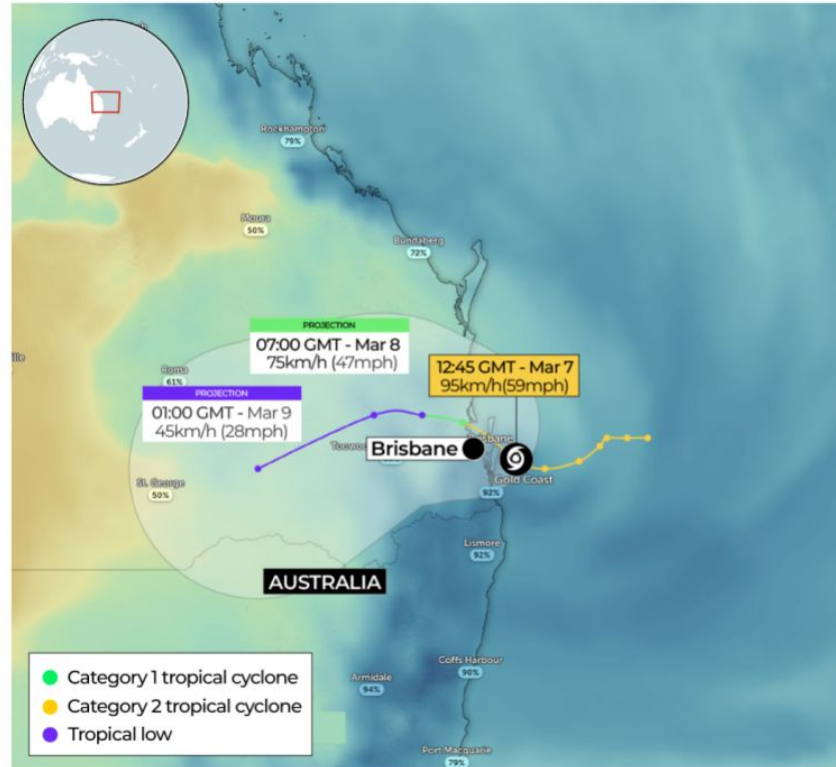 Rockhampton
79%
Moura
50%
Bundaberg
72%
PROJECTION
07:00 GMT - Mar 8
75km/h (47mph)
12:45 GMT - Mar 7
95km/h(59mph)
Roma
61%
PROJECTION
01:00 GMT - Mar 9
45km/h (28mph)
Brisbane
St. George
50%
Gold Coast
92%
Lismore
92%
AUSTRALIA
Coffs Harbour
90%
Armidale
94%
Category 1 tropical cyclone
Category 2 tropical cyclone
Tropical low
Port Macquarie
79%